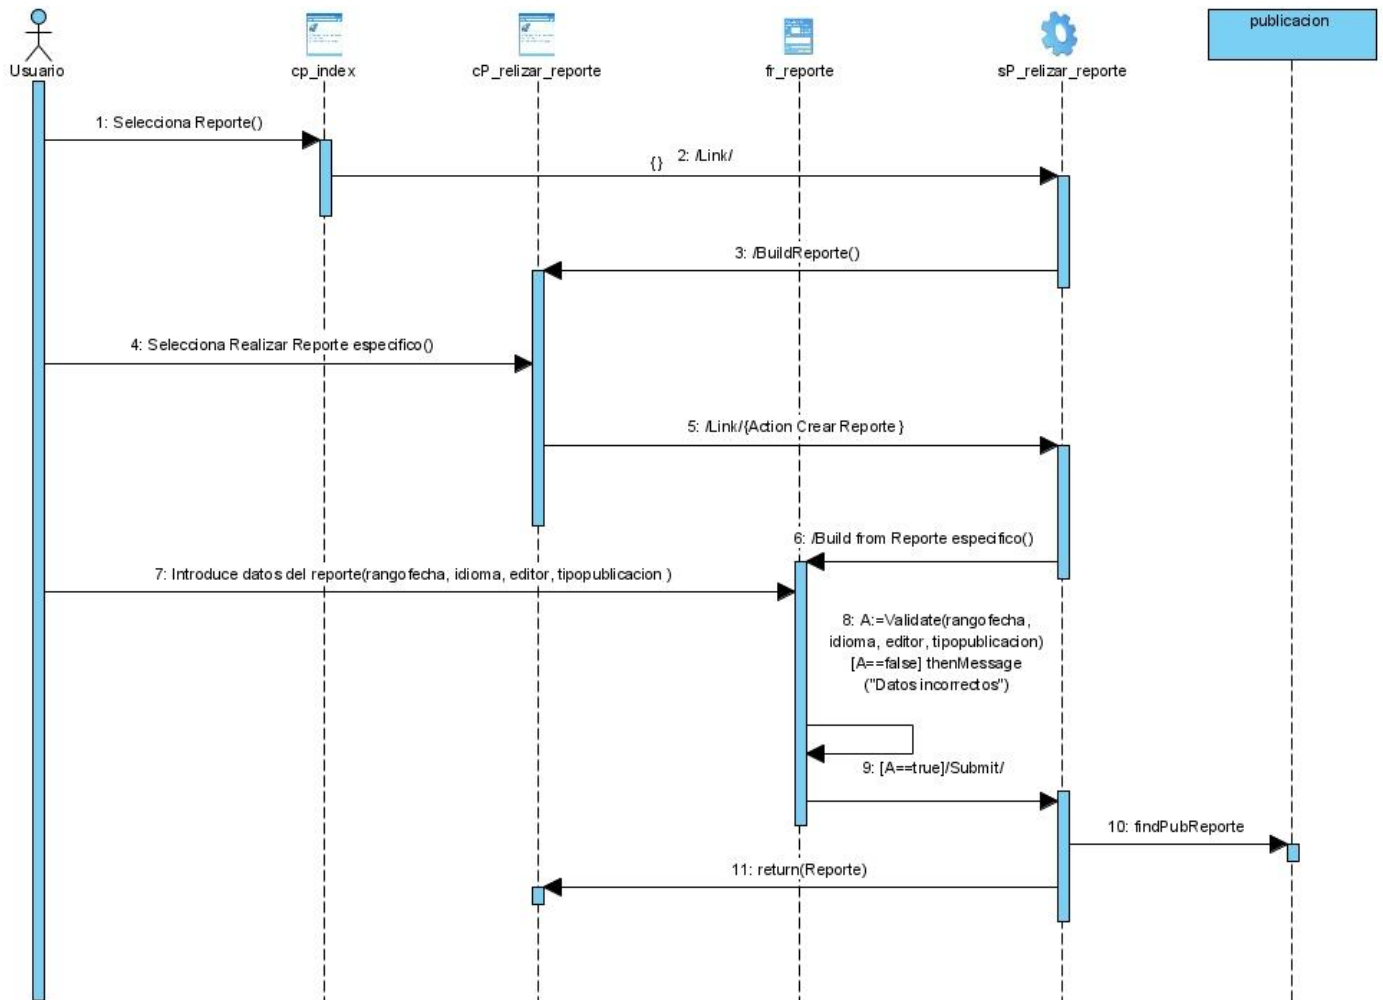 Usuario
cp_index
cP_relizar_reporte
fr_reporte
sP_relizar_reporte
publicacion
1: Selecciona Reporte()
{}
2: /Link/
3: /BuildReporte()
4: Selecciona Realizar Reporte especifico()
5: /Link/{Action Crear Reporte }
6: /Build from Reporte especifico()
7: Introduce datos del reporte(rangofecha, idioma, editor, tipopublicacion )
8: A:=Validate(rangofecha,
idioma, editor, tipopublicacion)
[A==false] thenMessage
("Datos incorrectos")
9: [A==true]/Submit/
10: findPubReporte
11: return(Reporte)